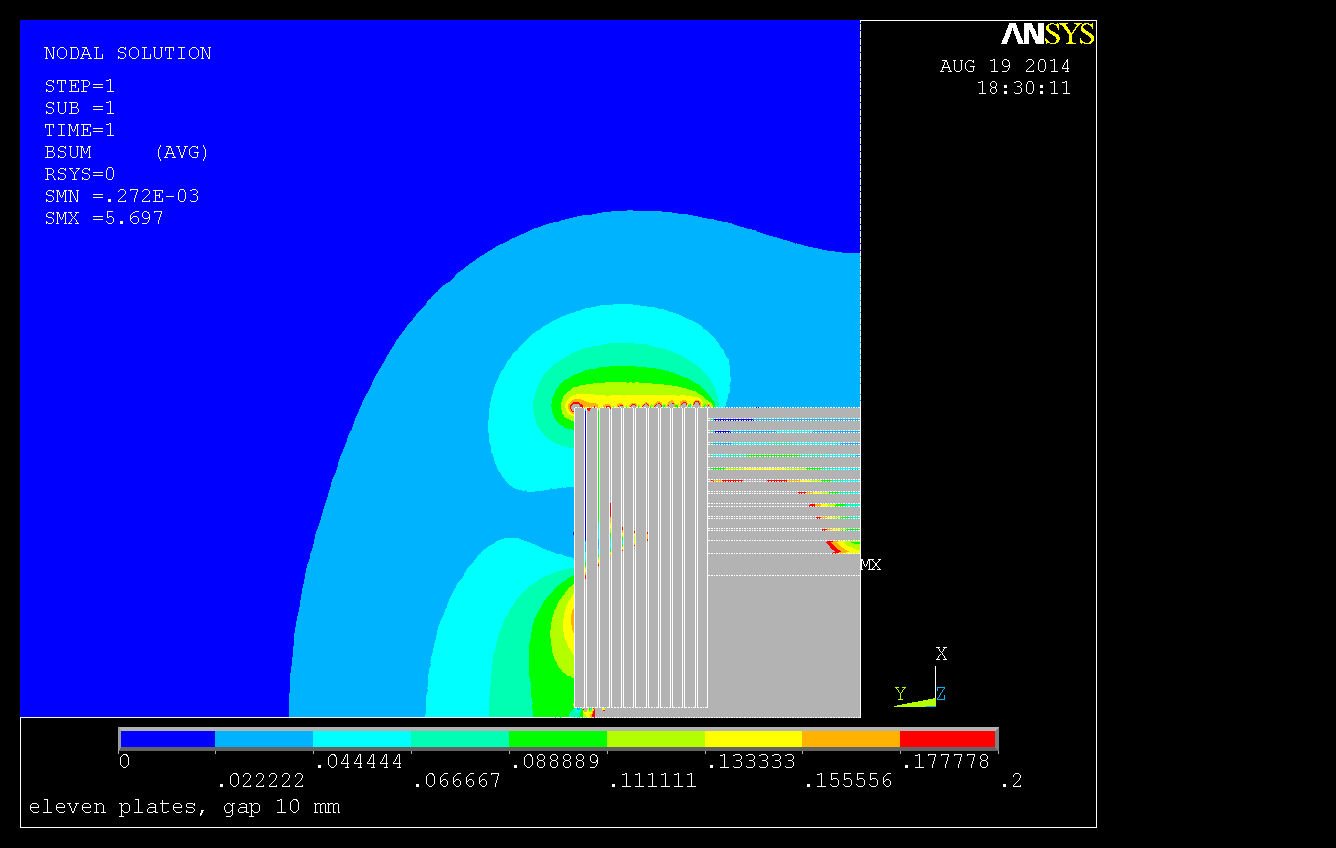 NODAL SOLUTION
STEP=1
SUB =1
TIME=1
BSUM (AVG)
RSYS=0
SMN =.272E-03
SMX =5.697
ANSYS
AUG 19 2014
18:30:11
MX
X
Y Z
0 .044444 .088889 .133333 .177778
.022222 .066667 .111111 .155556 .2
eleven plates, gap 10 mm